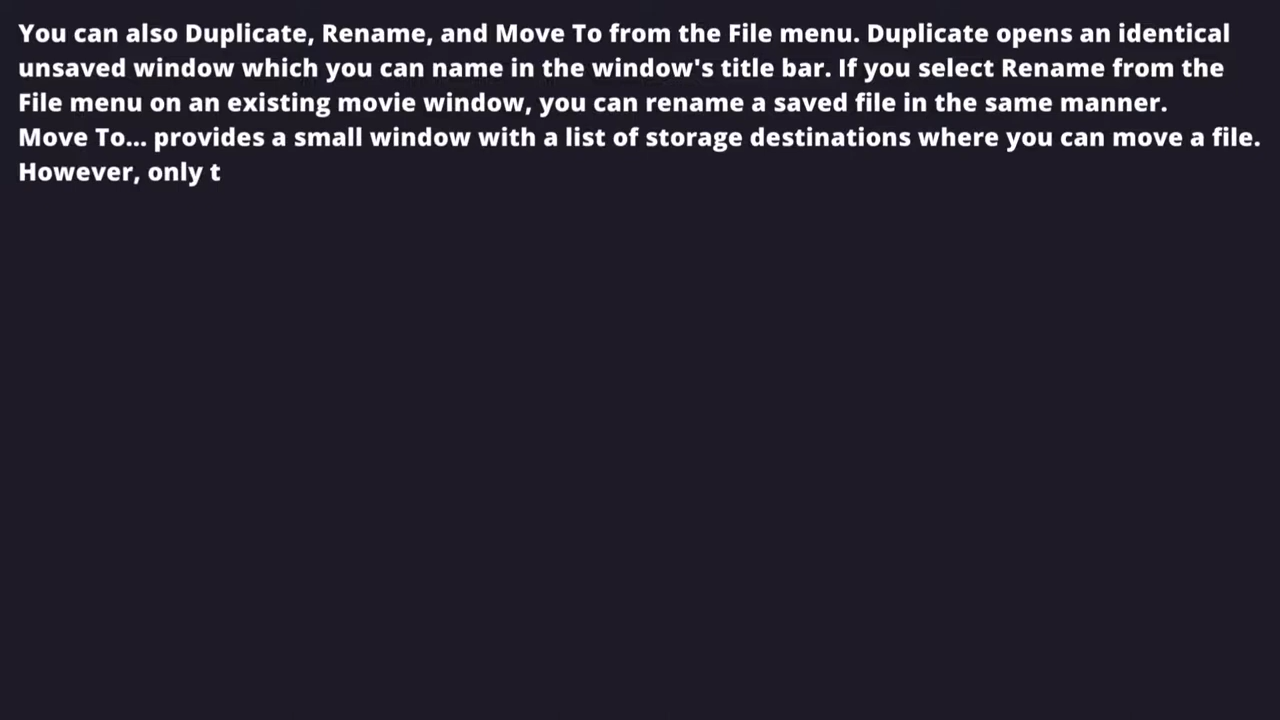 You can also Duplicate, Rename, and Move To from the File menu. Duplicate opens an identical
unsaved window which you can name in the window's title bar. If you select Rename from the
File menu on an existing movie window, you can rename a saved file in the same manner.
Move To... provides a small window with a list of storage destinations where you can move a file.
However, only t